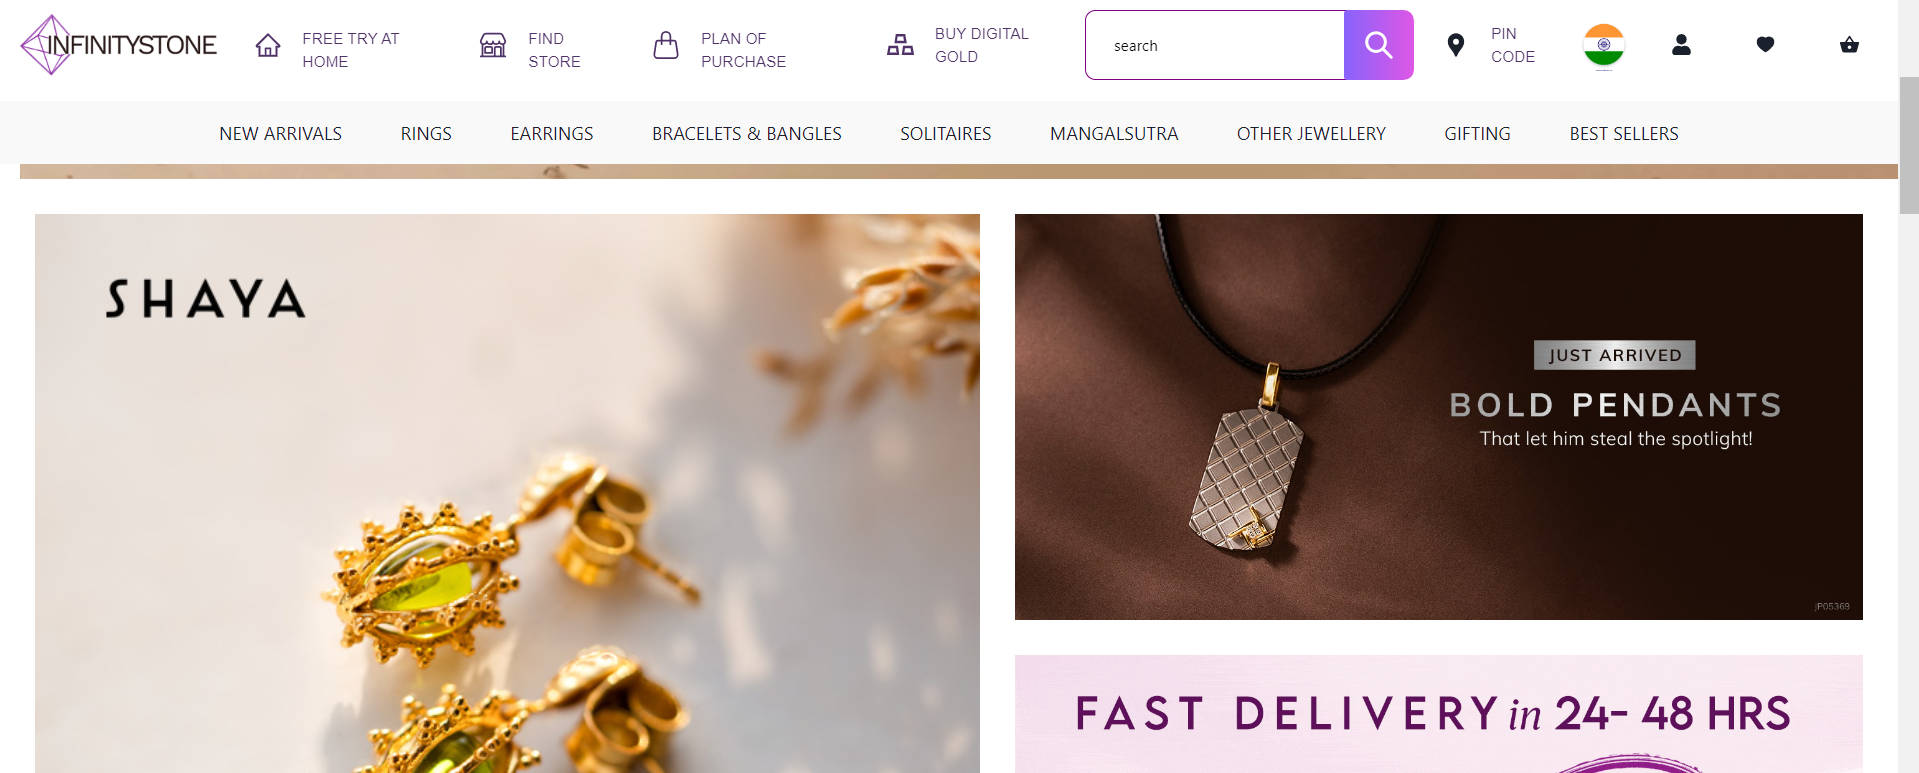 INFINITYSTONE
FREE TRY AT
HOME
FIND
STORE
PLAN OF
PURCHASE
BUY DIGITAL
GOLD
search
PIN
CODE
NEW ARRIVALS
RINGS
EARRINGS
BRACELETS & BANGLES
SOLITAIRES
MANGALSUTRA
OTHER JEWELLERY
GIFTING
BEST SELLERS
SHAYA
JUST ARRIVED
BOLD PENDANTS
That let him steal the spotlight!
JP05369
FAST DELIVERY in 24- 48 HRS